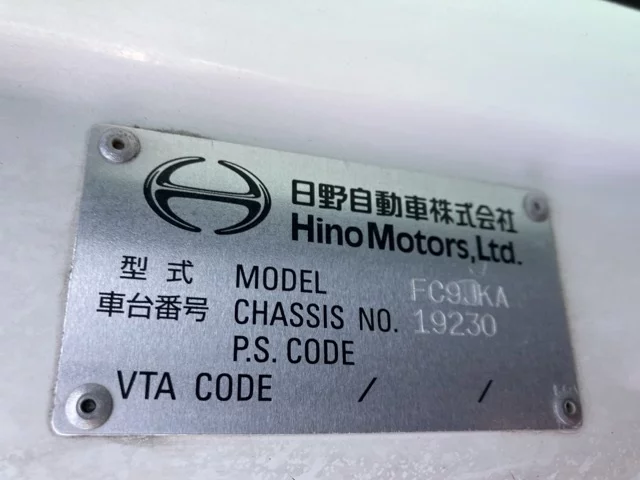 日野自動車株式会社
Hino Motors, Ltd.
型式 MODEL FC9JKA
車台番号 CHASSIS NO. 19230
P.S. CODE
VTA CODE / /